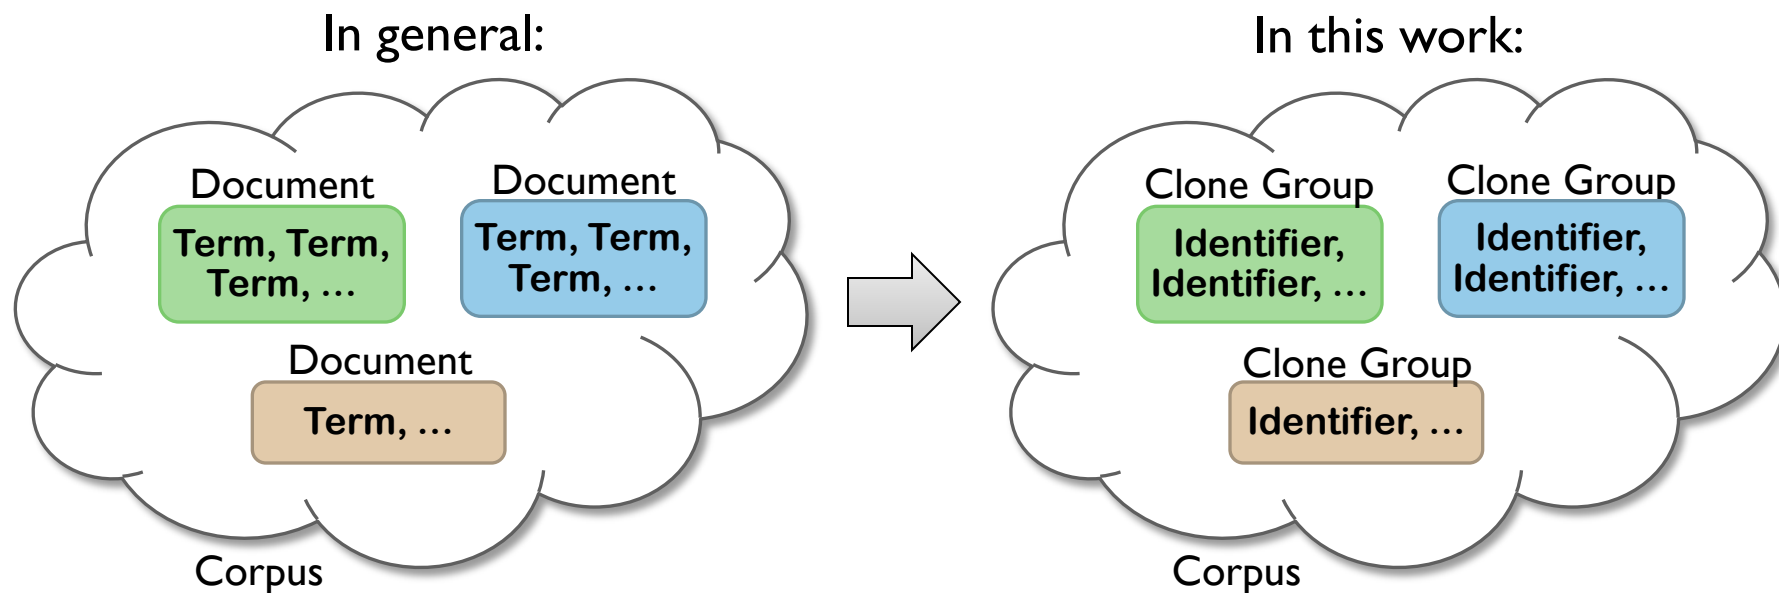 In general:
Document
Term, Term,
Term, ...
Document
Term, Term,
Term, ...
Document
Term, ...
Corpus
In this work:
Clone Group
Identifier,
Identifier, ...
Clone Group
Identifier,
Identifier, ...
Clone Group
Identifier, ...
Corpus